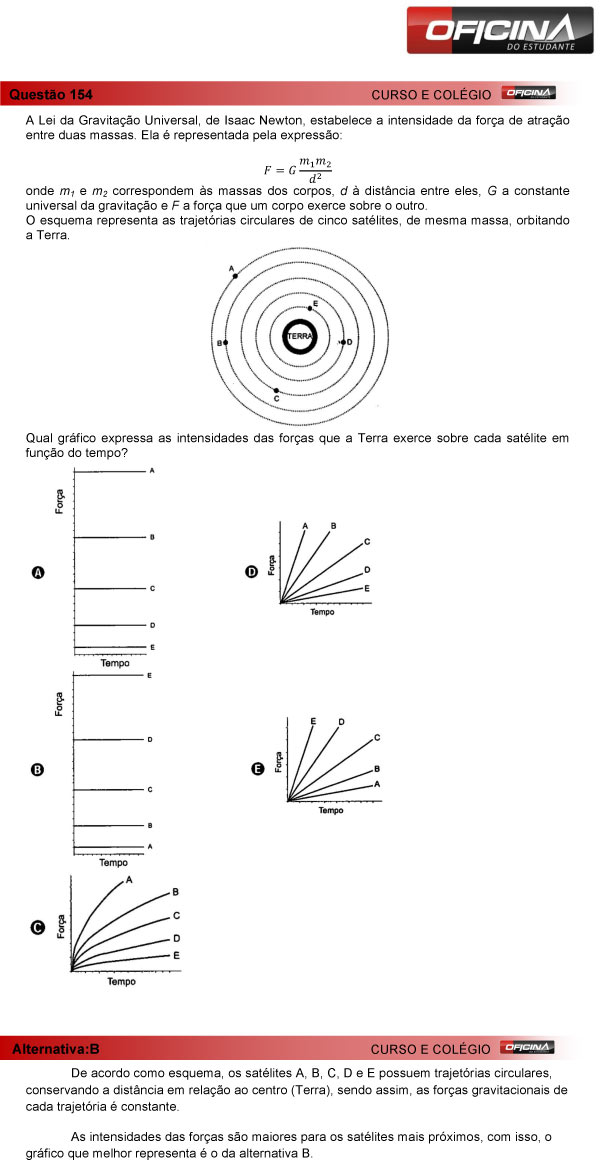 OFICINA
DO ESTUDANTE
Questão 154
CURSO E COLÉGIO
OFICINA
A Lei da Gravitação Universal, de Isaac Newton, estabelece a intensidade da força de atração
entre duas massas. Ela é representada pela expressão:
F = G m₁m₂/d²
onde m₁ e m₂ correspondem às massas dos corpos, d à distância entre eles, G a constante
universal da gravitação e F a força que um corpo exerce sobre o outro.
O esquema representa as trajetórias circulares de cinco satélites, de mesma massa, orbitando
a Terra.
A
E
TERRA
B
D
C
Qual gráfico expressa as intensidades das forças que a Terra exerce sobre cada satélite em
função do tempo?
A
Força
A
B
C
D
E
Tempo
D
Força
A
B
C
D
E
Tempo
B
Força
E
D
C
B
A
Tempo
E
Força
E
D
C
B
A
Tempo
C
Força
A
B
C
D
E
Tempo
Alternativa:B
CURSO E COLÉGIO
OFICINA
De acordo como esquema, os satélites A, B, C, D e E possuem trajetórias circulares,
conservando a distância em relação ao centro (Terra), sendo assim, as forças gravitacionais de
cada trajetória é constante.
As intensidades das forças são maiores para os satélites mais próximos, com isso, o
gráfico que melhor representa é o da alternativa B.